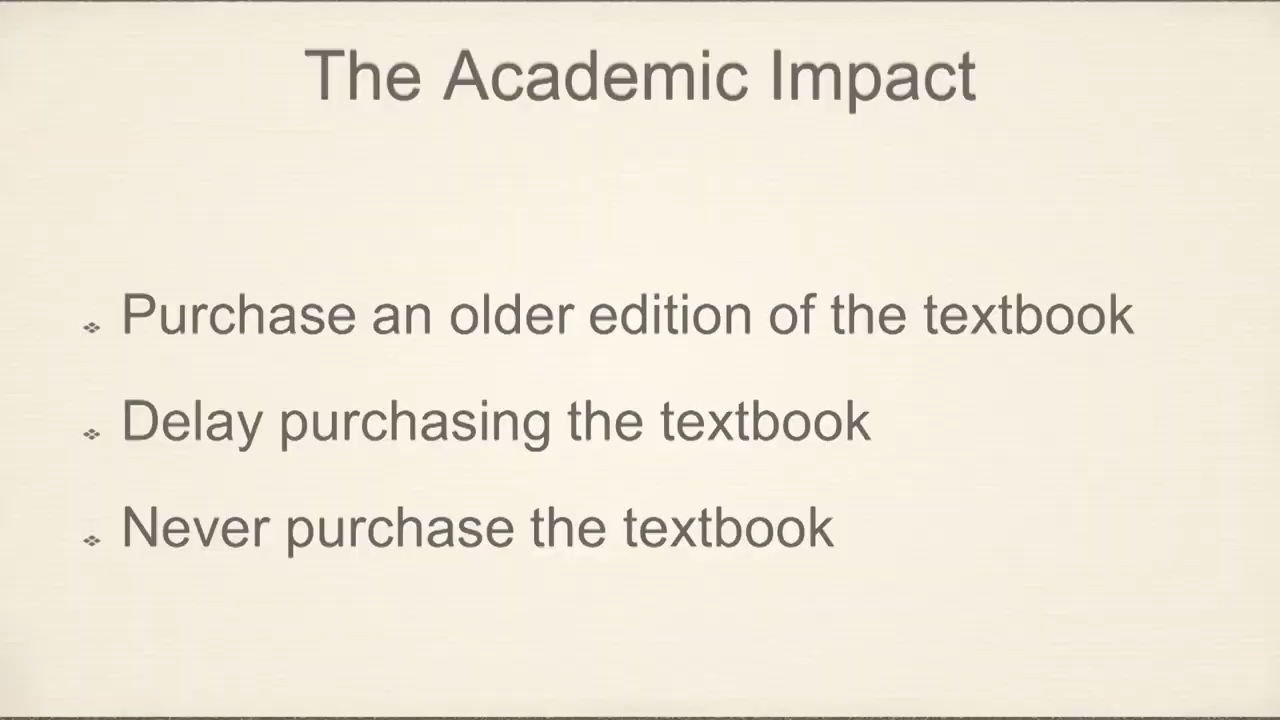 The Academic Impact
Purchase an older edition of the textbook
Delay purchasing the textbook
Never purchase the textbook